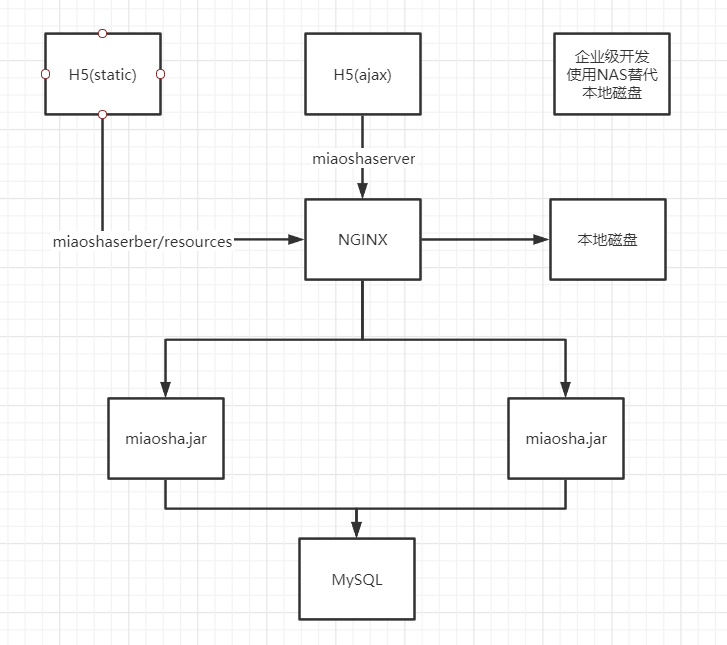 H5(static)
H5(ajax)
企业级开发
使用NAS替代
本地磁盘
miaoshaserver
miaoshaserber/resources
NGINX
本地磁盘
miaosha.jar
miaosha.jar
MySQL